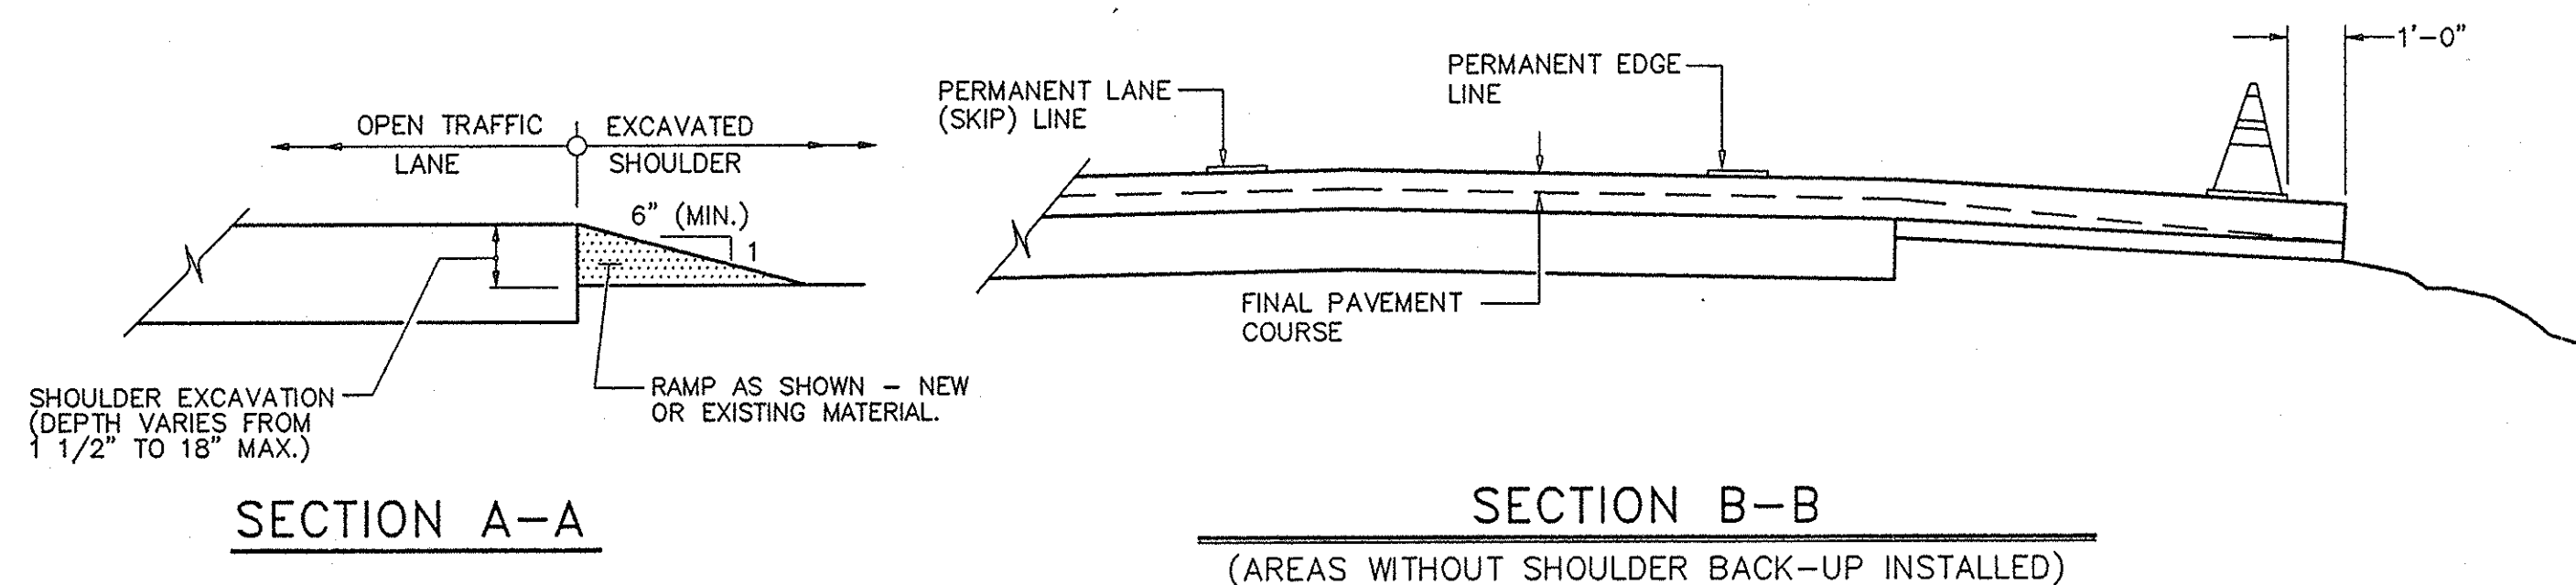 OPEN TRAFFIC
LANE
EXCAVATED
SHOULDER
6" (MIN.)
1
SHOULDER EXCAVATION
(DEPTH VARIES FROM
1 1/2" TO 18" MAX.)
RAMP AS SHOWN – NEW
OR EXISTING MATERIAL.
SECTION A–A
PERMANENT LANE
(SKIP) LINE
PERMANENT EDGE
LINE
1'-0"
FINAL PAVEMENT
COURSE
SECTION B–B
(AREAS WITHOUT SHOULDER BACK–UP INSTALLED)